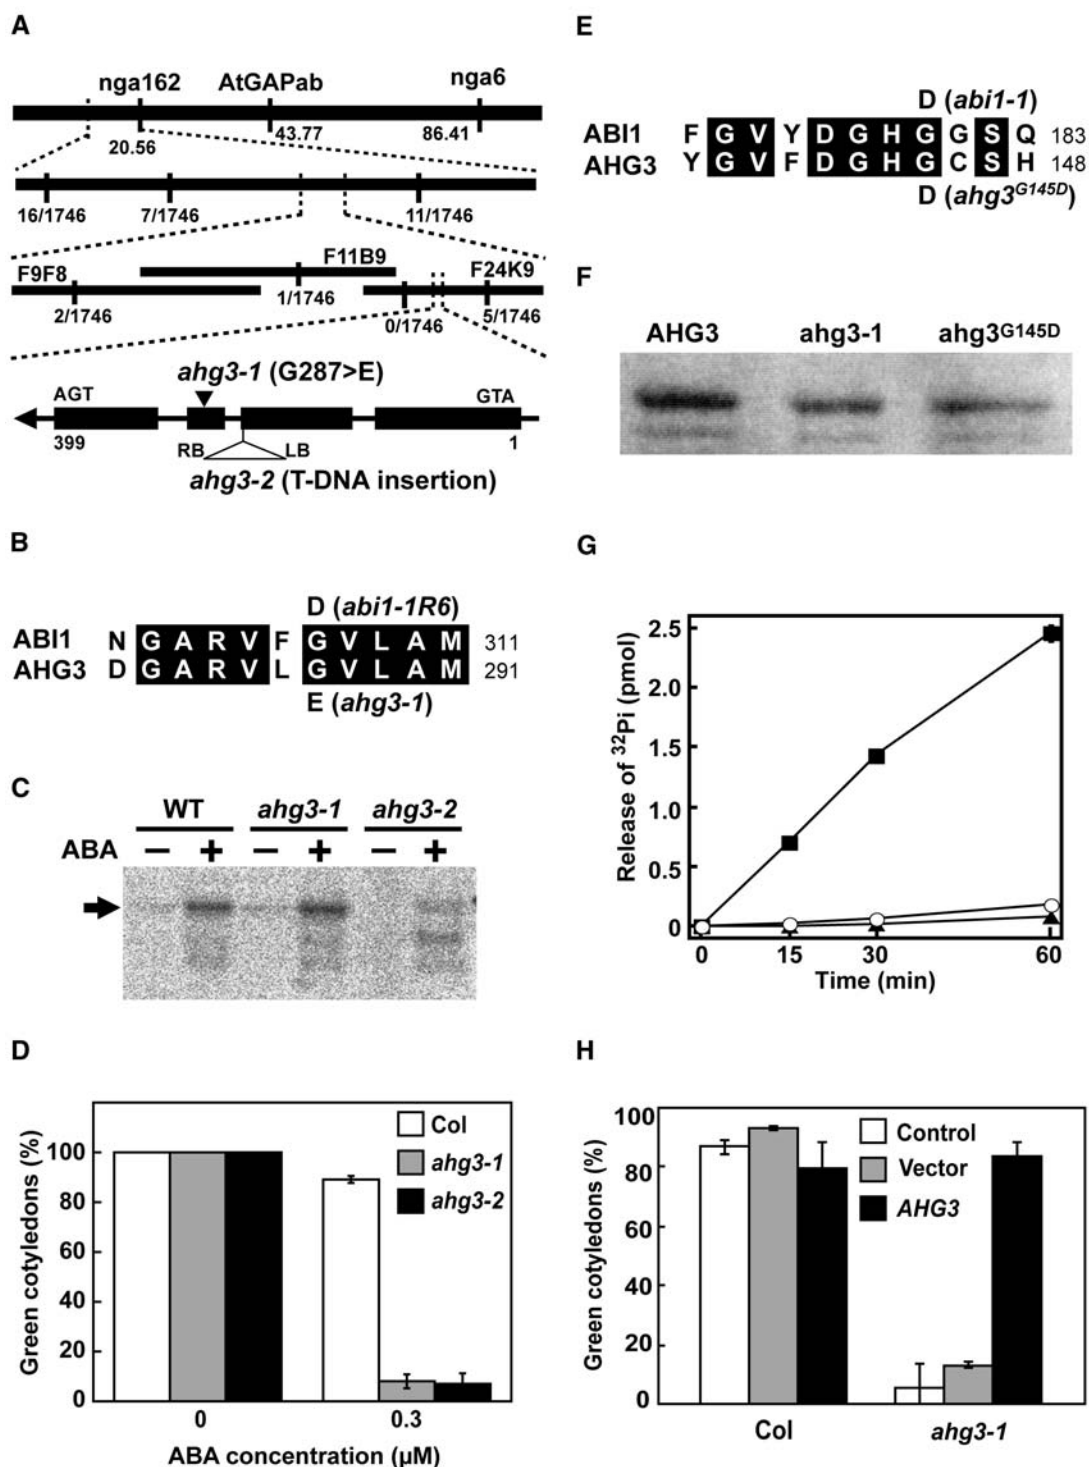 A
nga162 AtGAPab nga6
20.56 43.77 86.41
16/1746 7/1746 11/1746
F9F8 F11B9 F24K9
2/1746 1/1746 0/1746 5/1746
ahg3-1 (G287>E)
AGT GTA
399 RB LB 1
ahg3-2 (T-DNA insertion)
B
D (abi1-1R6)
ABI1 N G A R V F G V L A M 311
AHG3 D G A R V L G V L A M 291
E (ahg3-1)
C
WT ahg3-1 ahg3-2
ABA − + − + − +
D
Green cotyledons (%)
100
80
60
40
20
0
Col
ahg3-1
ahg3-2
0 0.3
ABA concentration (µM)
E
D (abi1-1)
ABI1 F G V Y D G H G G S Q 183
AHG3 Y G V F D G H G C S H 148
D (ahg3G145D)
F
AHG3 ahg3-1 ahg3G145D
G
Release of 32Pi (pmol)
2.5
2.0
1.5
1.0
0.5
0
0 15 30 60
Time (min)
H
Green cotyledons (%)
100
80
60
40
20
0
Control
Vector
AHG3
Col ahg3-1